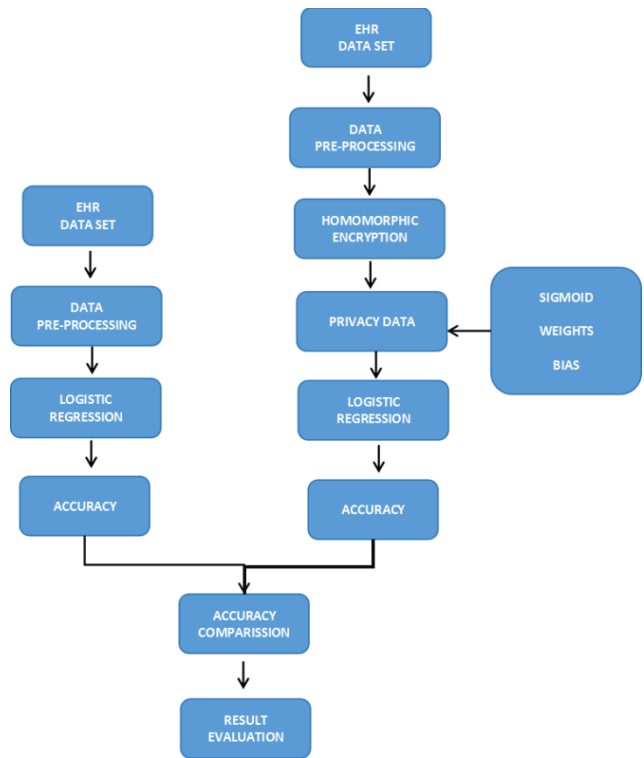 EHR
DATA SET
DATA
PRE-PROCESSING
HOMOMORPHIC
ENCRYPTION
PRIVACY DATA
LOGISTIC
REGRESSION
ACCURACY
SIGMOID
WEIGHTS
BIAS
EHR
DATA SET
DATA
PRE-PROCESSING
LOGISTIC
REGRESSION
ACCURACY
ACCURACY
COMPARISSION
RESULT
EVALUATION